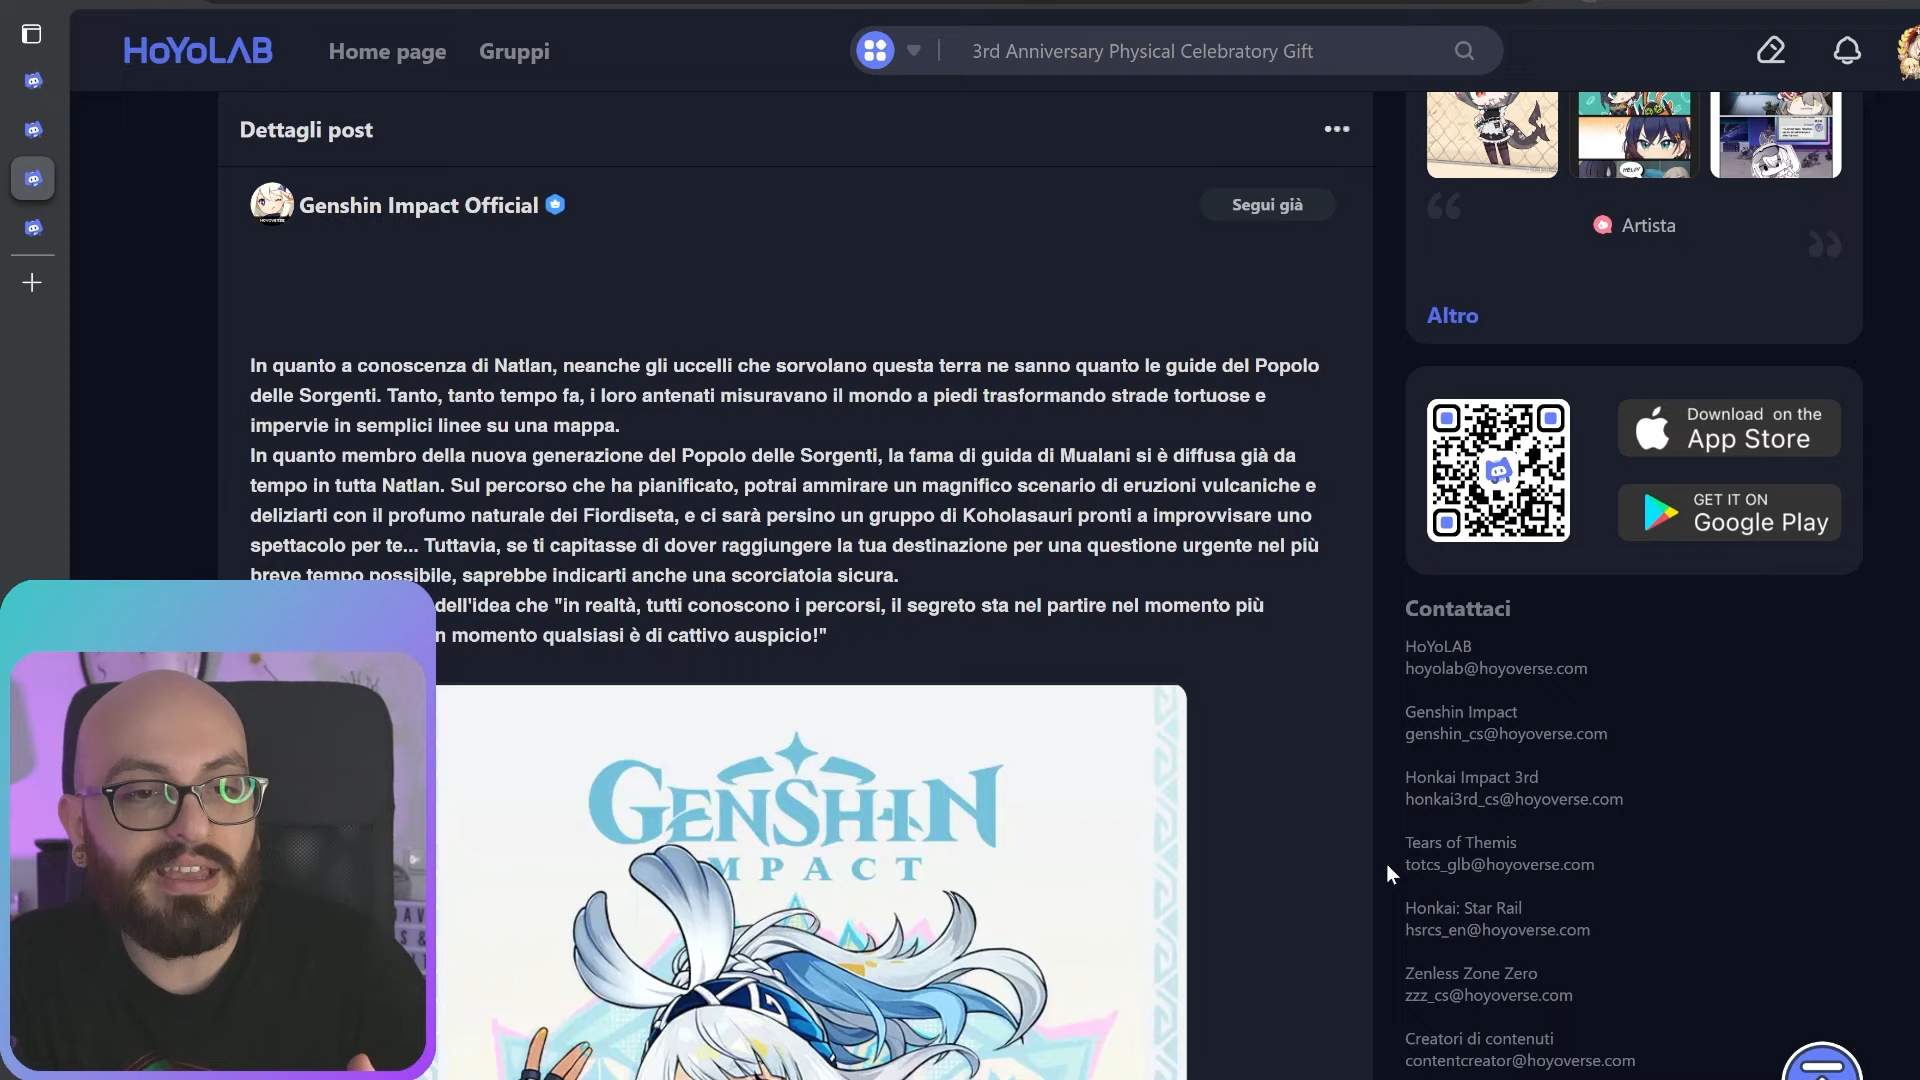 HoYoLAB
Home page
Gruppi
3rd Anniversary Physical Celebratory Gift
Dettagli post
Genshin Impact Official
Segui già
In quanto a conoscenza di Natlan, neanche gli uccelli che sorvolano questa terra ne sanno quanto le guide del Popolo
delle Sorgenti. Tanto, tanto tempo fa, i loro antenati misuravano il mondo a piedi trasformando strade tortuose e
impervie in semplici linee su una mappa.
In quanto membro della nuova generazione del Popolo delle Sorgenti, la fama di guida di Mualani si è diffusa già da
tempo in tutta Natlan. Sul percorso che ha pianificato, potrai ammirare un magnifico scenario di eruzioni vulcaniche e
deliziarti con il profumo naturale dei Fiordiseta, e ci sarà persino un gruppo di Koholasauri pronti a improvvisare uno
spettacolo per te... Tuttavia, se ti capitasse di dover raggiungere la tua destinazione per una questione urgente nel più
breve tempo possibile, saprebbe indicarti anche una scorciatoia sicura.
dell'idea che "in realtà, tutti conoscono i percorsi, il segreto sta nel partire nel momento più
n momento qualsiasi è di cattivo auspicio!"
GENSHIN
IMPACT
HELP!
Artista
Altro
Download on the
App Store
GET IT ON
Google Play
Contattaci
HoYoLAB
hoyolab@hoyoverse.com
Genshin Impact
genshin_cs@hoyoverse.com
Honkai Impact 3rd
honkai3rd_cs@hoyoverse.com
Tears of Themis
totcs_glb@hoyoverse.com
Honkai: Star Rail
hsrcs_en@hoyoverse.com
Zenless Zone Zero
zzz_cs@hoyoverse.com
Creatori di contenuti
contentcreator@hoyoverse.com